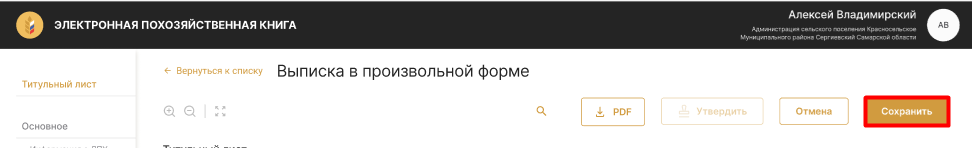 ЭЛЕКТРОННАЯ ПОХОЗЯЙСТВЕННАЯ КНИГА
Алексей Владимирский
Администрация сельского поселения Красносельское
Муниципального района Сергиевский Самарской области
АВ
Титульный лист
← Вернуться к списку Выписка в произвольной форме
PDF Утвердить Отмена Сохранить
Основное